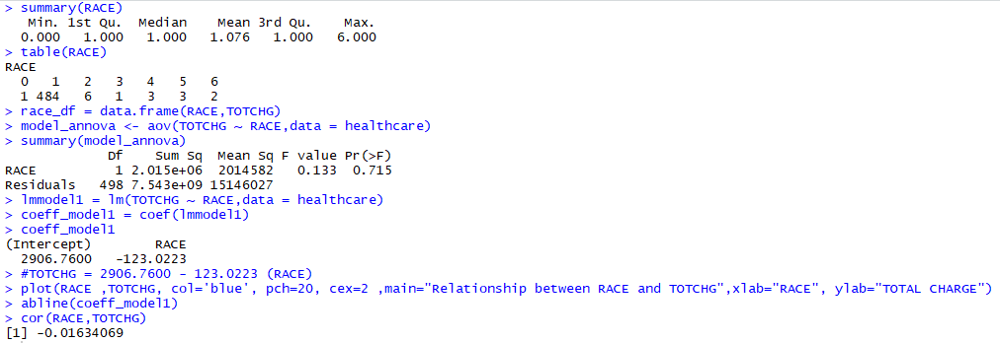 > summary(RACE)
   Min. 1st Qu.  Median    Mean 3rd Qu.    Max.
  0.000   1.000   1.000   1.076   1.000   6.000
> table(RACE)
RACE
  0   1   2   3   4   5   6
  1 484   6   1   3   3   2
> race_df = data.frame(RACE,TOTCHG)
> model_annova <- aov(TOTCHG ~ RACE,data = healthcare)
> summary(model_annova)
             Df    Sum Sq  Mean Sq F value Pr(>F)
RACE          1 2.015e+06  2014582   0.133  0.715
Residuals   498 7.543e+09 15146027
> lmmodel1 = lm(TOTCHG ~ RACE,data = healthcare)
> coeff_model1 = coef(lmmodel1)
> coeff_model1
(Intercept)        RACE
  2906.7600   -123.0223
> #TOTCHG = 2906.7600 - 123.0223 (RACE)
> plot(RACE ,TOTCHG, col='blue', pch=20, cex=2 ,main="Relationship between RACE and TOTCHG",xlab="RACE", ylab="TOTAL CHARGE")
> abline(coeff_model1)
> cor(RACE,TOTCHG)
[1] -0.01634069